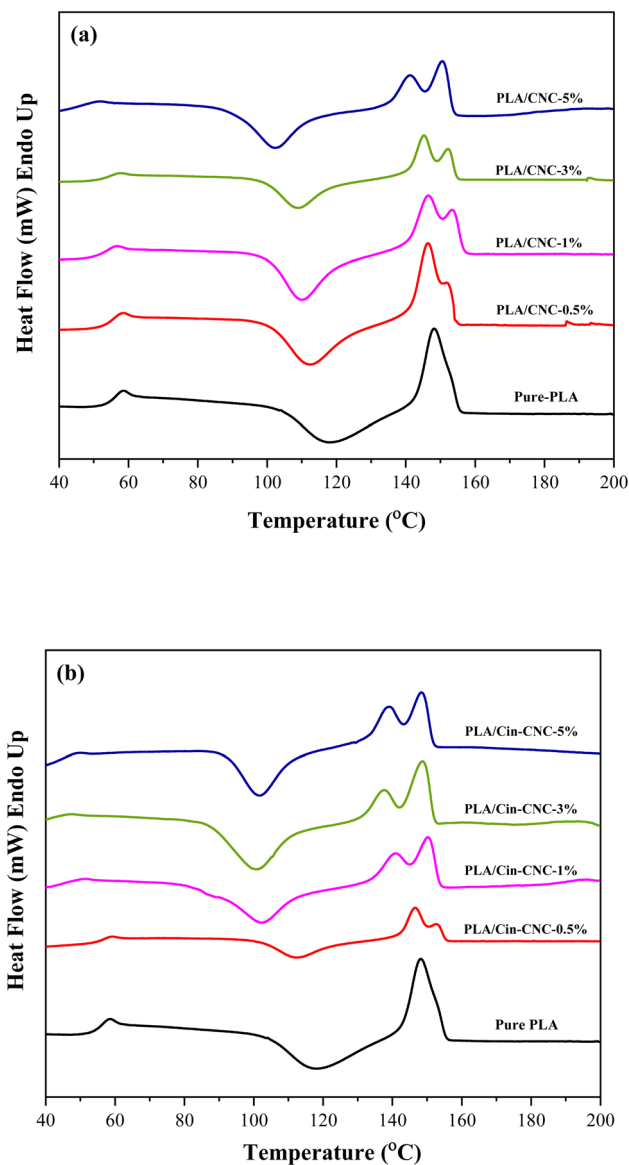 (a)
Heat Flow (mW) Endo Up
PLA/CNC-5%
PLA/CNC-3%
PLA/CNC-1%
PLA/CNC-0.5%
Pure-PLA
40 60 80 100 120 140 160 180 200
Temperature (°C)
(b)
Heat Flow (mW) Endo Up
PLA/Cin-CNC-5%
PLA/Cin-CNC-3%
PLA/Cin-CNC-1%
PLA/Cin-CNC-0.5%
Pure PLA
40 60 80 100 120 140 160 180 200
Temperature (°C)